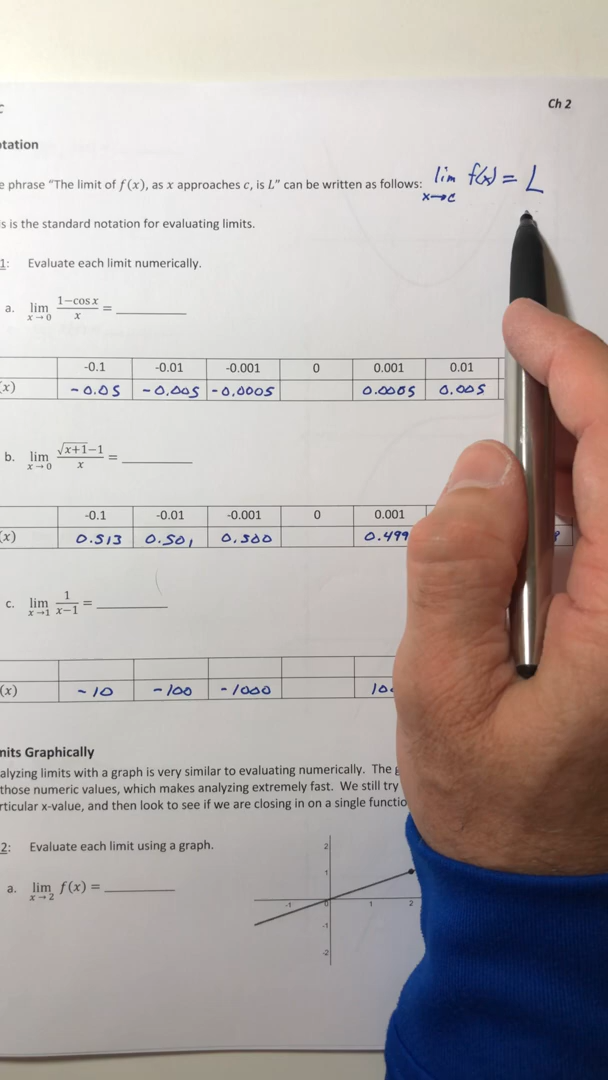 Ch 2
e phrase "The limit of f(x), as x approaches c, is L" can be written as follows: lim x→c f(x) = L
s is the standard notation for evaluating limits.
1: Evaluate each limit numerically.
a. lim x→0 1−cos x / x = ________
-0.1 -0.01 -0.001 0 0.001 0.01
(x) -0.05 -0.005 -0.0005 0.0005 0.005
b. lim x→0 √x+1−1 / x = ________
-0.1 -0.01 -0.001 0 0.001
(x) 0.513 0.501 0.500 0.499
c. lim x→1 1 / x−1 = ________
(x) -10 -100 -1000
mits Graphically
alyzing limits with a graph is very similar to evaluating numerically. The
those numeric values, which makes analyzing extremely fast. We still try
rticular x-value, and then look to see if we are closing in on a single functio
2: Evaluate each limit using a graph.
a. lim x→2 f(x) = ________
2
1
-1 0 1 2
-1
-2